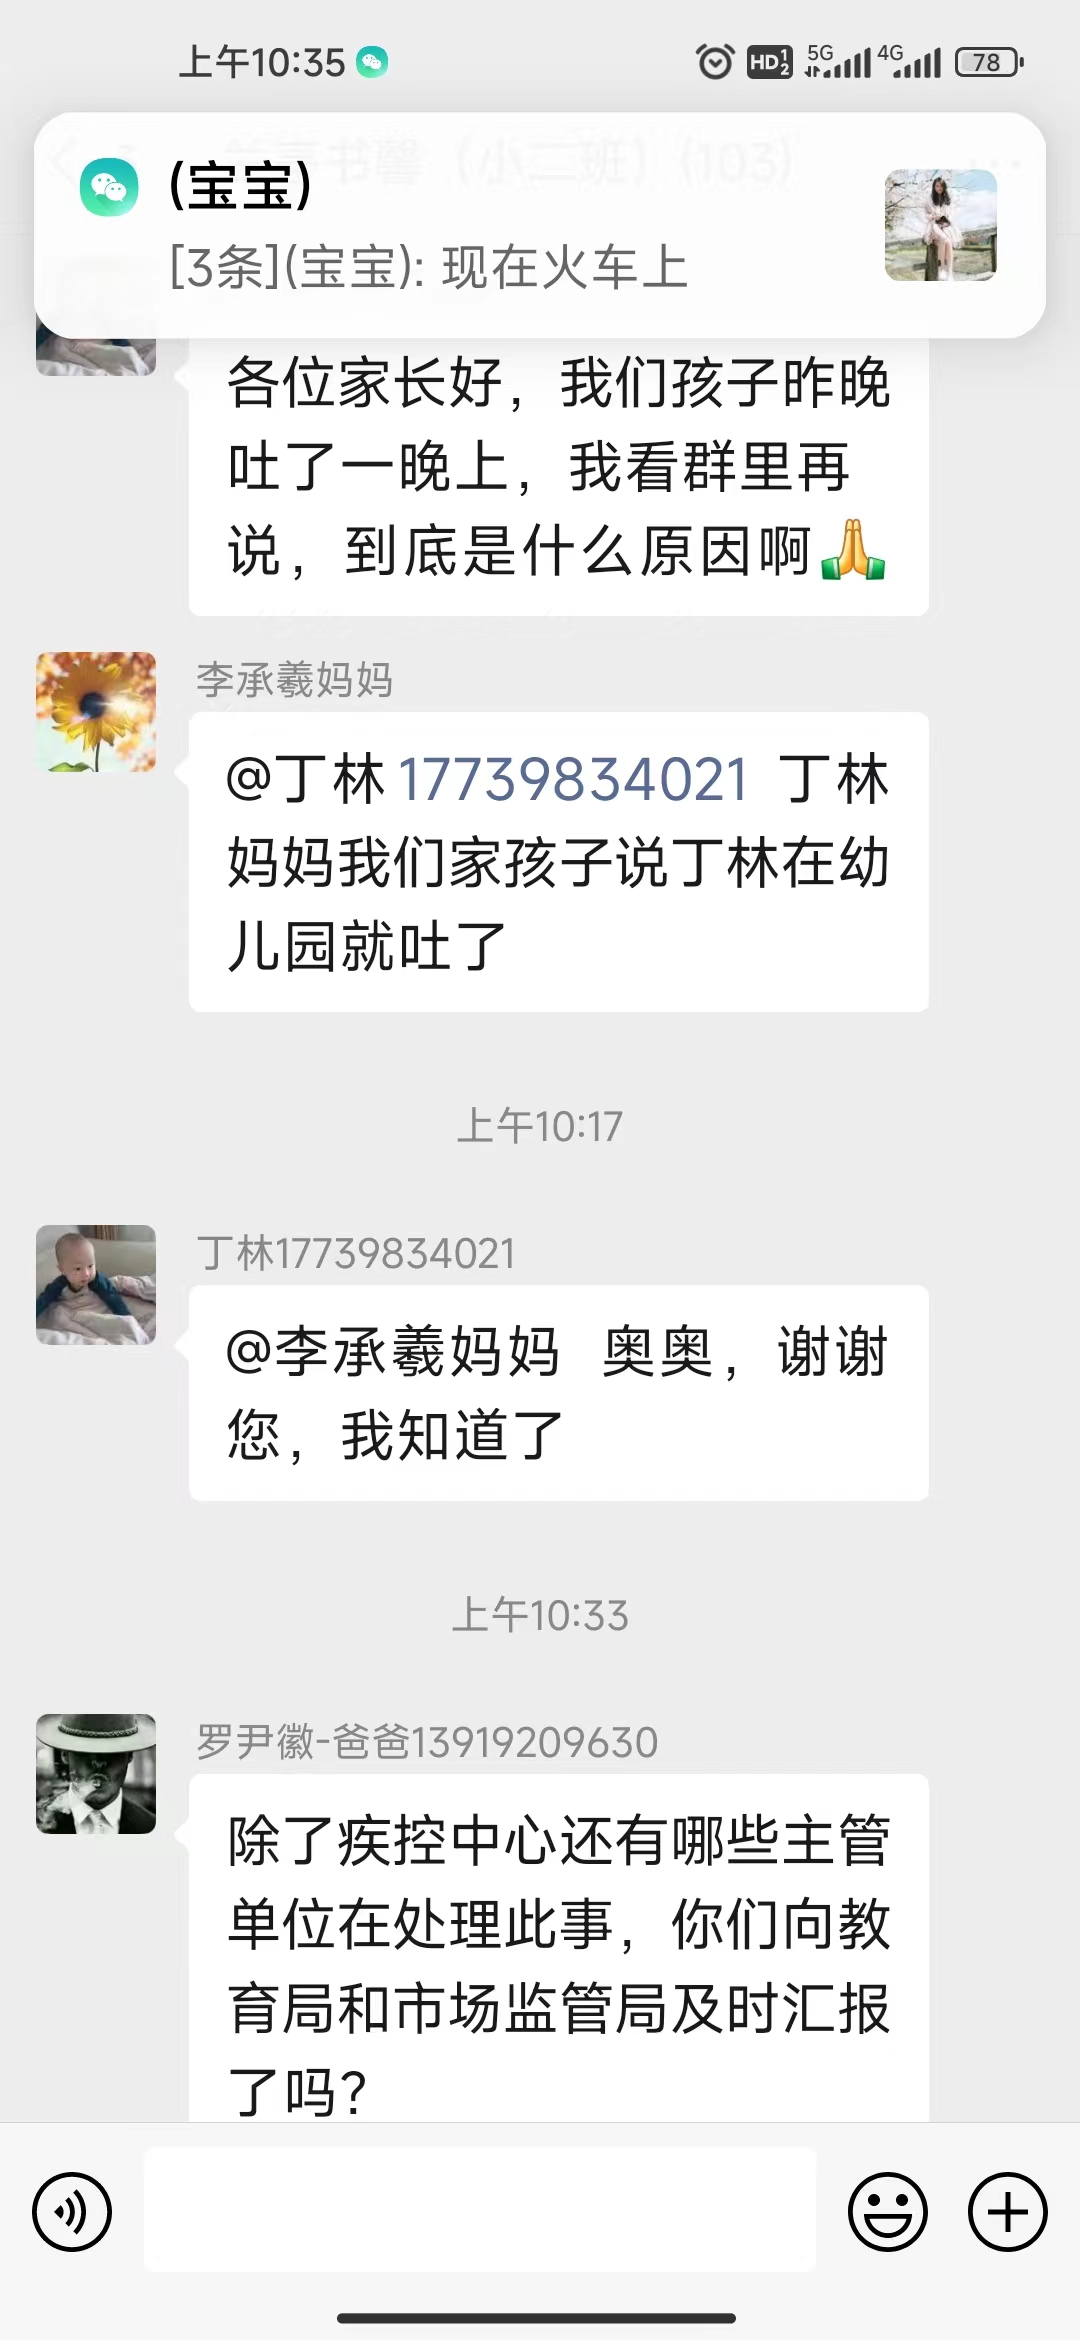 上午10:35
HD 1 2 5G 4G 78
书馨（小二班）(103)
(宝宝)
[3条](宝宝): 现在火车上
各位家长好，我们孩子昨晚
吐了一晚上，我看群里再
说，到底是什么原因啊🙏
李承羲妈妈
@丁林17739834021 丁林
妈妈我们家孩子说丁林在幼
儿园就吐了
上午10:17
丁林17739834021
@李承羲妈妈 奥奥，谢谢
您，我知道了
上午10:33
罗尹徽-爸爸13919209630
除了疾控中心还有哪些主管
单位在处理此事，你们向教
育局和市场监管局及时汇报
了吗？